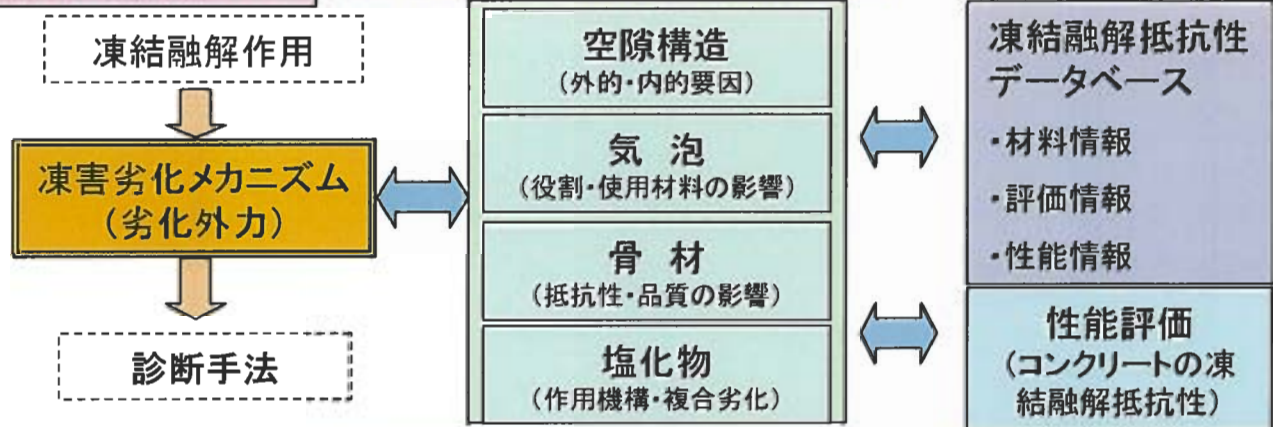 凍結融解作用
凍害劣化メカニズム
(劣化外力)
診断手法
空隙構造
(外的・内的要因)
気 泡
(役割・使用材料の影響)
骨 材
(抵抗性・品質の影響)
塩化物
(作用機構・複合劣化)
凍結融解抵抗性
データベース
・材料情報
・評価情報
・性能情報
性能評価
(コンクリートの凍
結融解抵抗性)